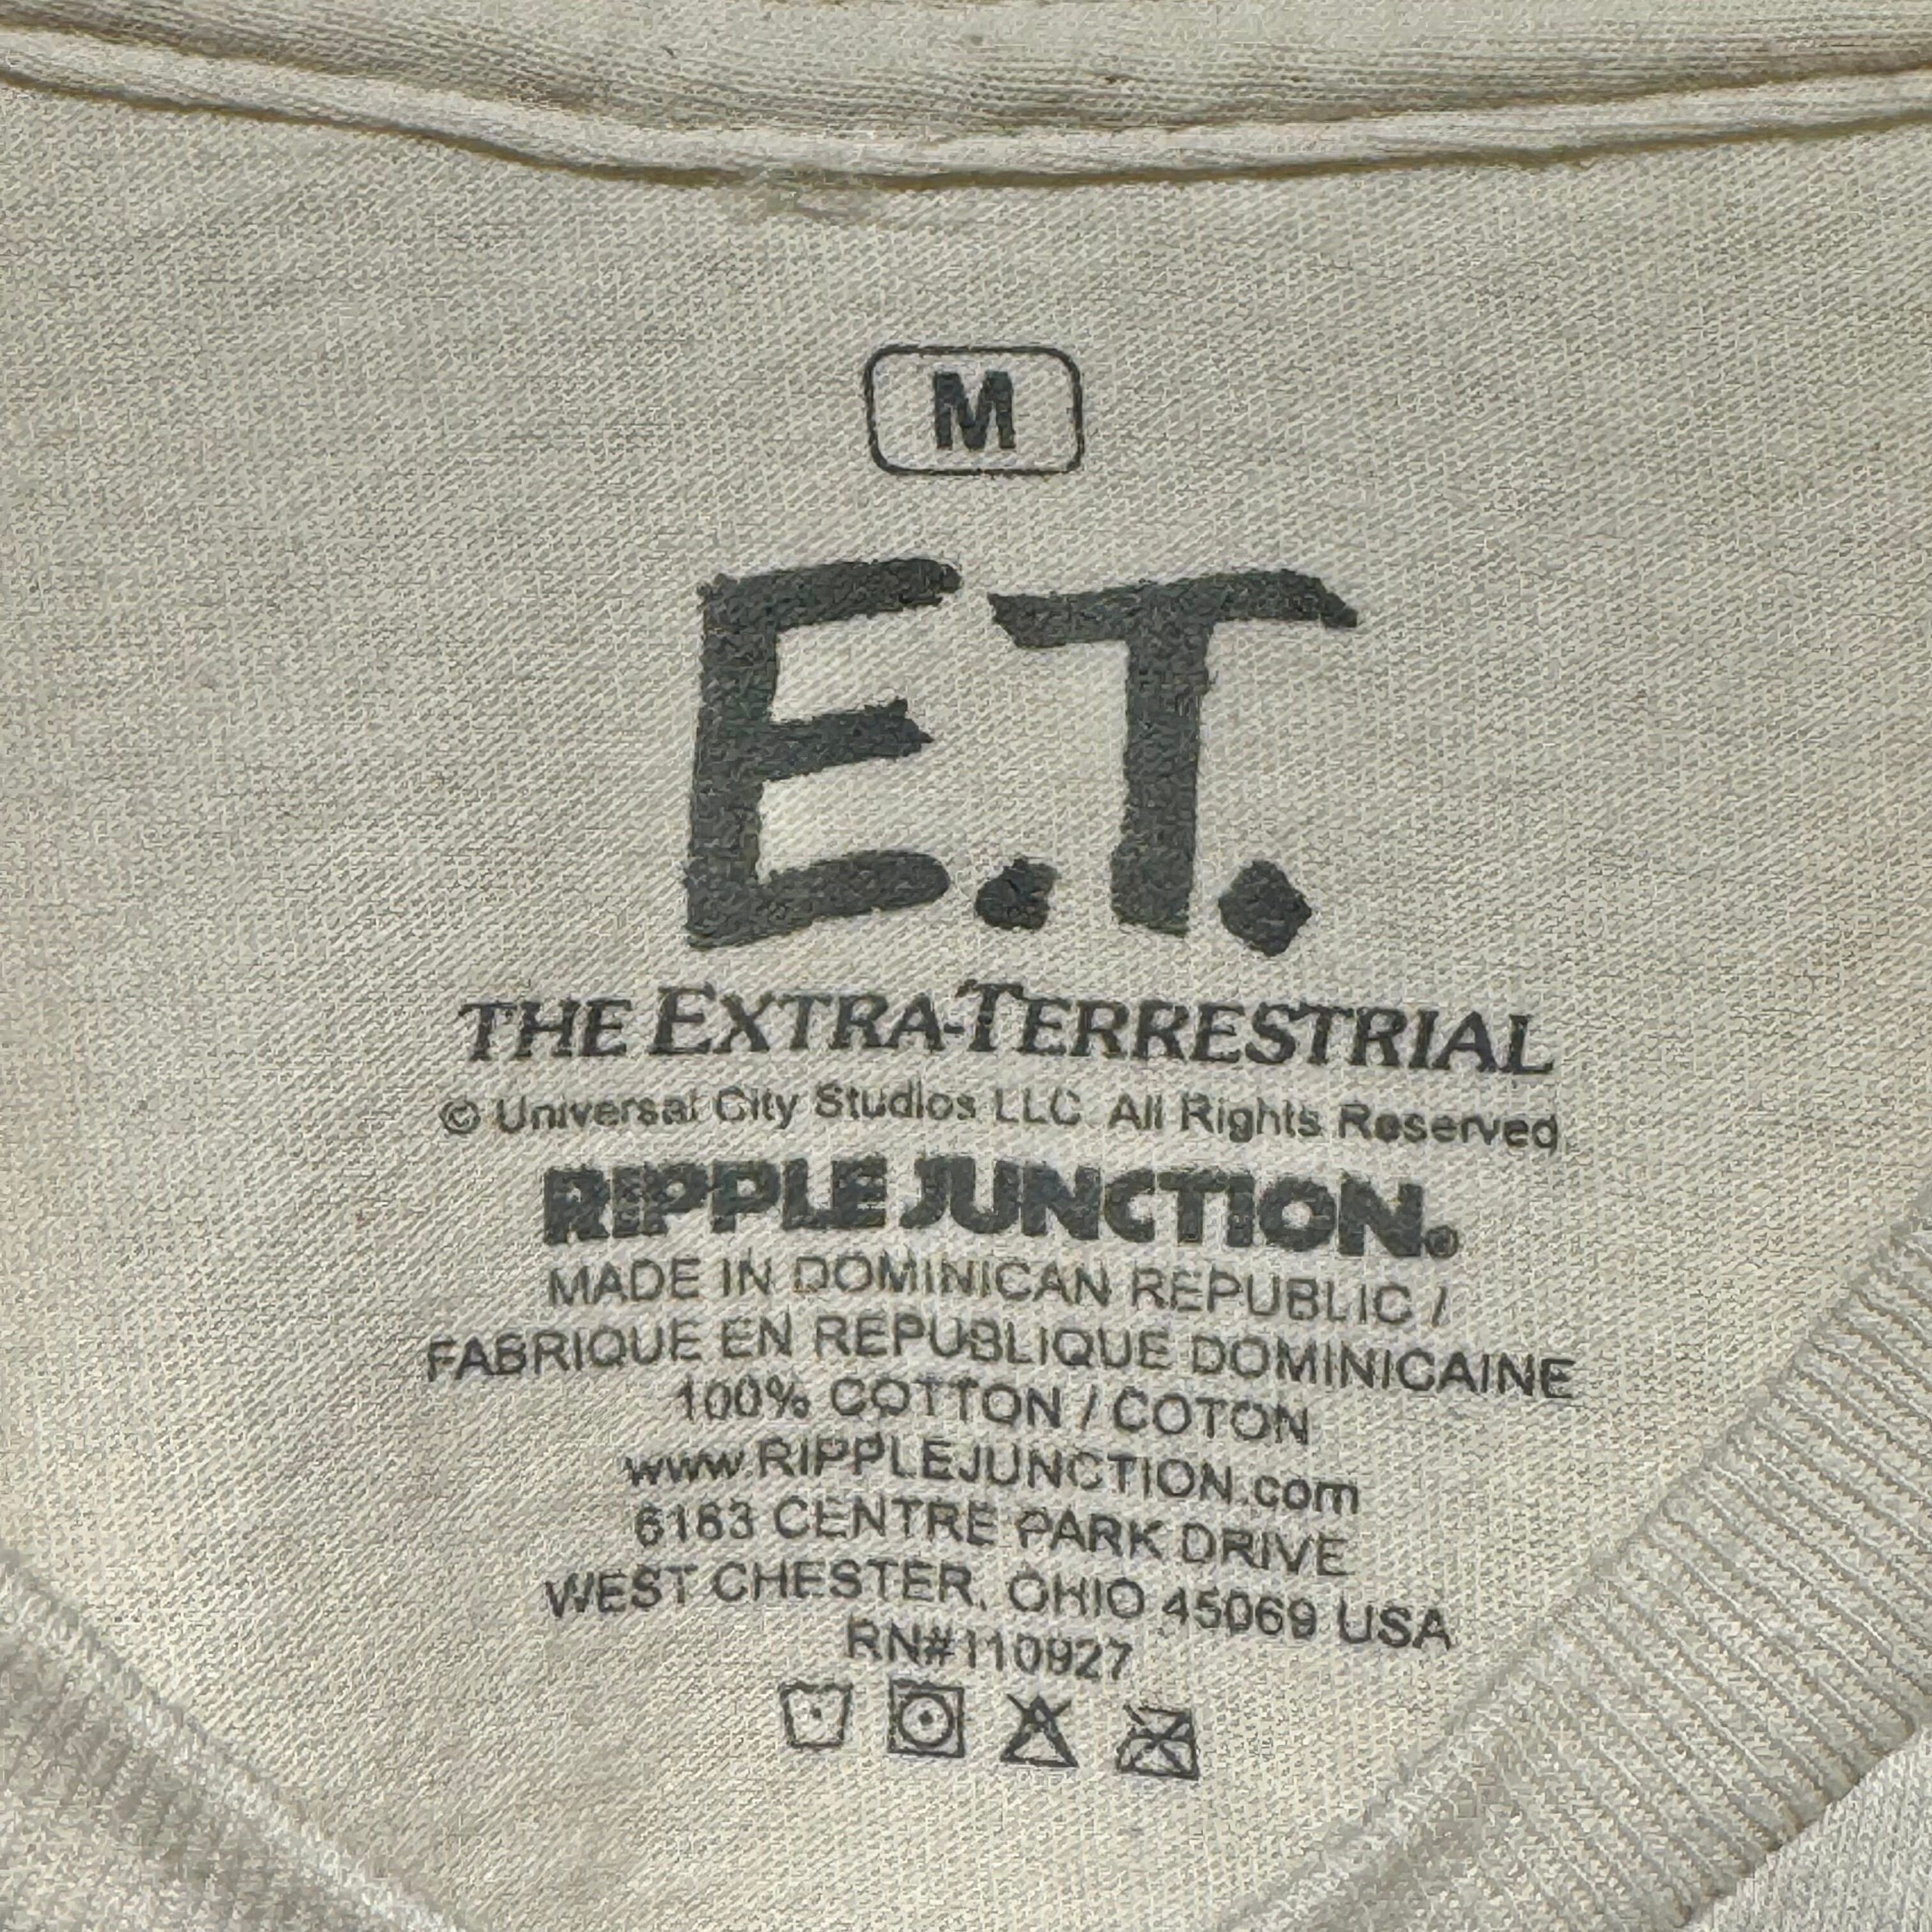 M
E.T.
THE EXTRA-TERRESTRIAL
© Universal City Studios LLC. All Rights Reserved.
RIPPLE JUNCTION®
MADE IN DOMINICAN REPUBLIC /
FABRIQUE EN REPUBLIQUE DOMINICAINE
100% COTTON / COTON
www.RIPPLEJUNCTION.com
6163 CENTRE PARK DRIVE
WEST CHESTER, OHIO 45069 USA
RN#110927